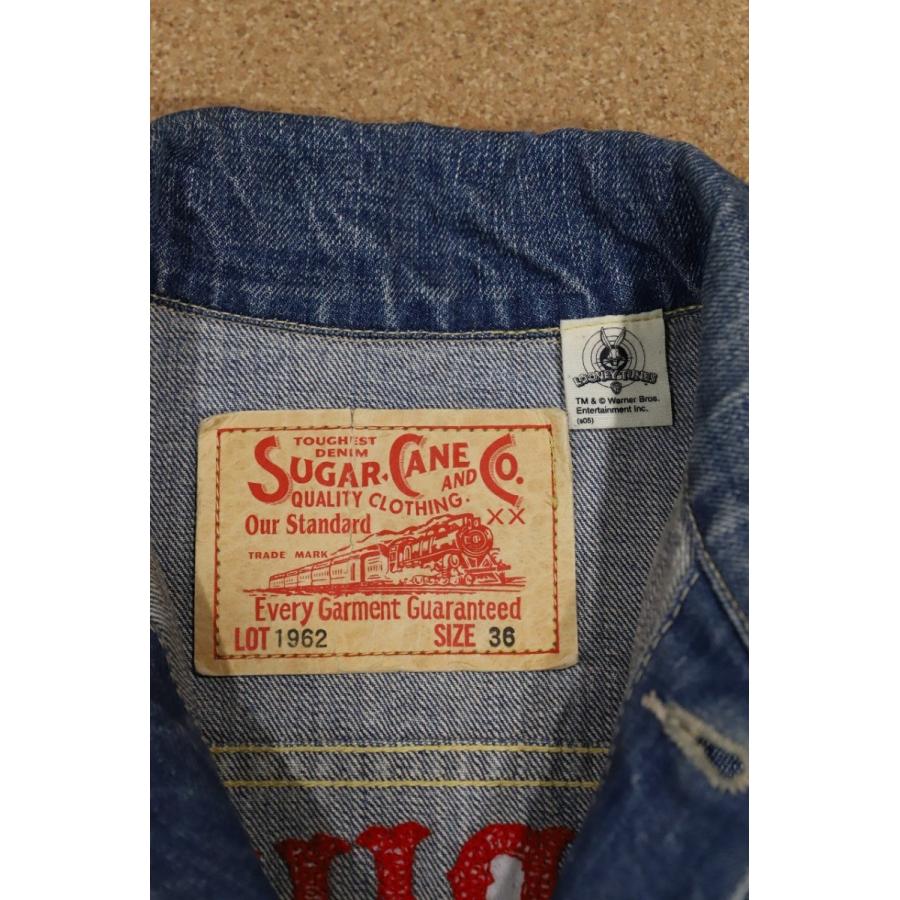 TOUGHEST
DENIM
SUGAR CANE AND CO.
QUALITY CLOTHING.
Our Standard XX
TRADE MARK
Every Garment Guaranteed
LOT 1962 SIZE 36
LOONEY TUNES
WB
TM & © Warner Bros.
Entertainment Inc.
(s05)